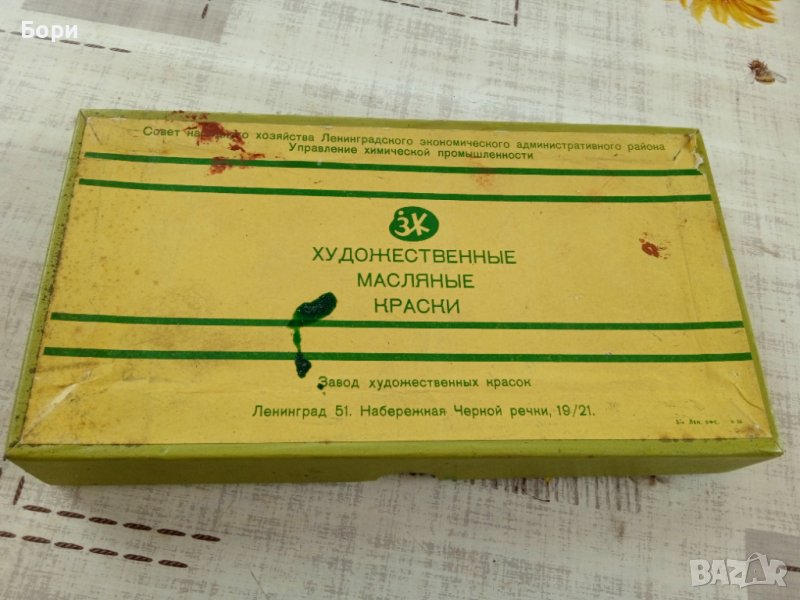 Бори
Совет народного хозяйства Ленинградского экономического административного района
Управление химической промышленности
ЗХК
ХУДОЖЕСТВЕННЫЕ
МАСЛЯНЫЕ
КРАСКИ
Завод художественных красок
Ленинград 51. Набережная Черной речки, 19/21.
BAZAR